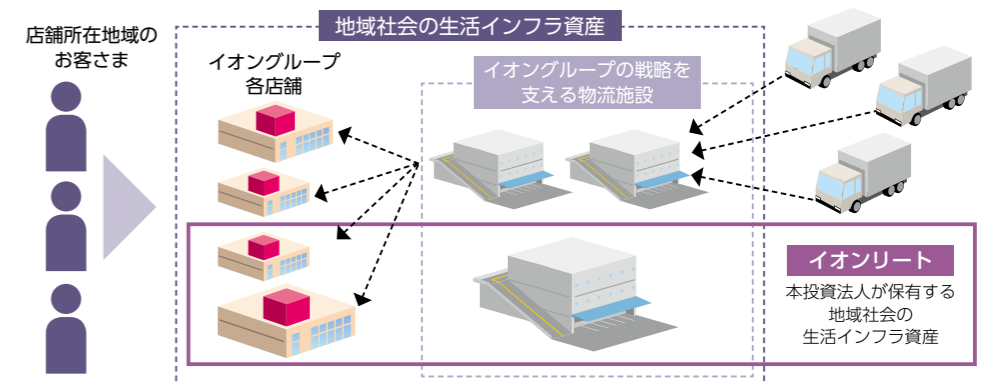 店舗所在地域の
お客さま
地域社会の生活インフラ資産
イオングループ
各店舗
イオングループの戦略を
支える物流施設
イオンリート
本投資法人が保有する
地域社会の
生活インフラ資産